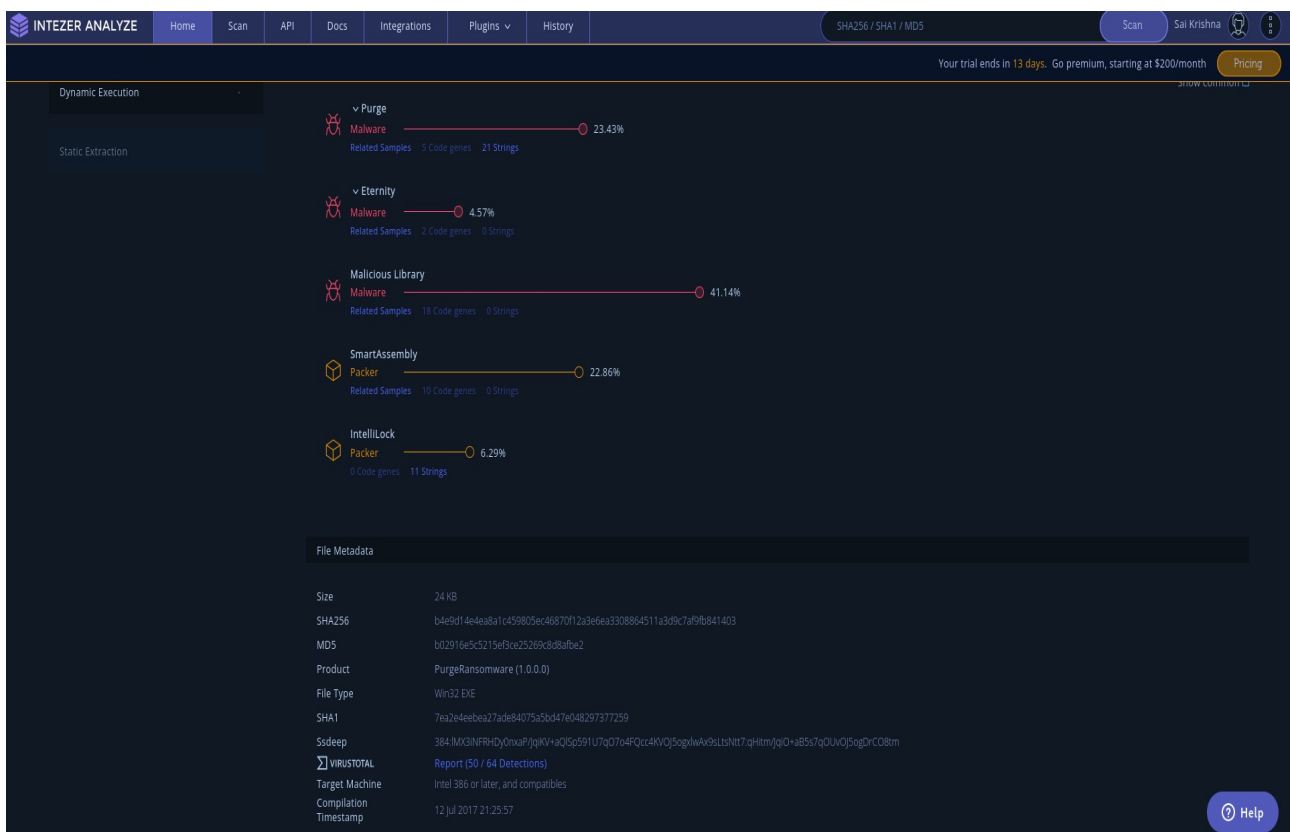 INTEZER ANALYZE Home Scan API Docs Integrations Plugins History SHA256 / SHA1 / MD5 Scan Sai Krishna
Your trial ends in 13 days. Go premium, starting at $200/month Pricing
Dynamic Execution -
Show common
Static Extraction
Purge
Malware 23.43%
Related Samples 5 Code genes 21 Strings
Eternity
Malware 4.57%
Related Samples 2 Code genes 0 Strings
Malicious Library
Malware 41.14%
Related Samples 18 Code genes 0 Strings
SmartAssembly
Packer 22.86%
Related Samples 10 Code genes 0 Strings
IntelliLock
Packer 6.29%
0 Code genes 11 Strings
File Metadata
Size 24 KB
SHA256 b4e9d14e4ea8a1c459805ec46870f12a3e6ea3308864511a3d9c7af9fb841403
MD5 b02916e5c5215ef3ce25269c8d8afbe2
Product PurgeRansomware (1.0.0.0)
File Type Win32 EXE
SHA1 7ea2e4eebea27ade84075a5bd47e048297377259
Ssdeep
VIRUSTOTAL Report (50 / 64 Detections)
Target Machine Intel 386 or later, and compatibles
Compilation
Timestamp 12 Jul 2017 21:25:57
Help